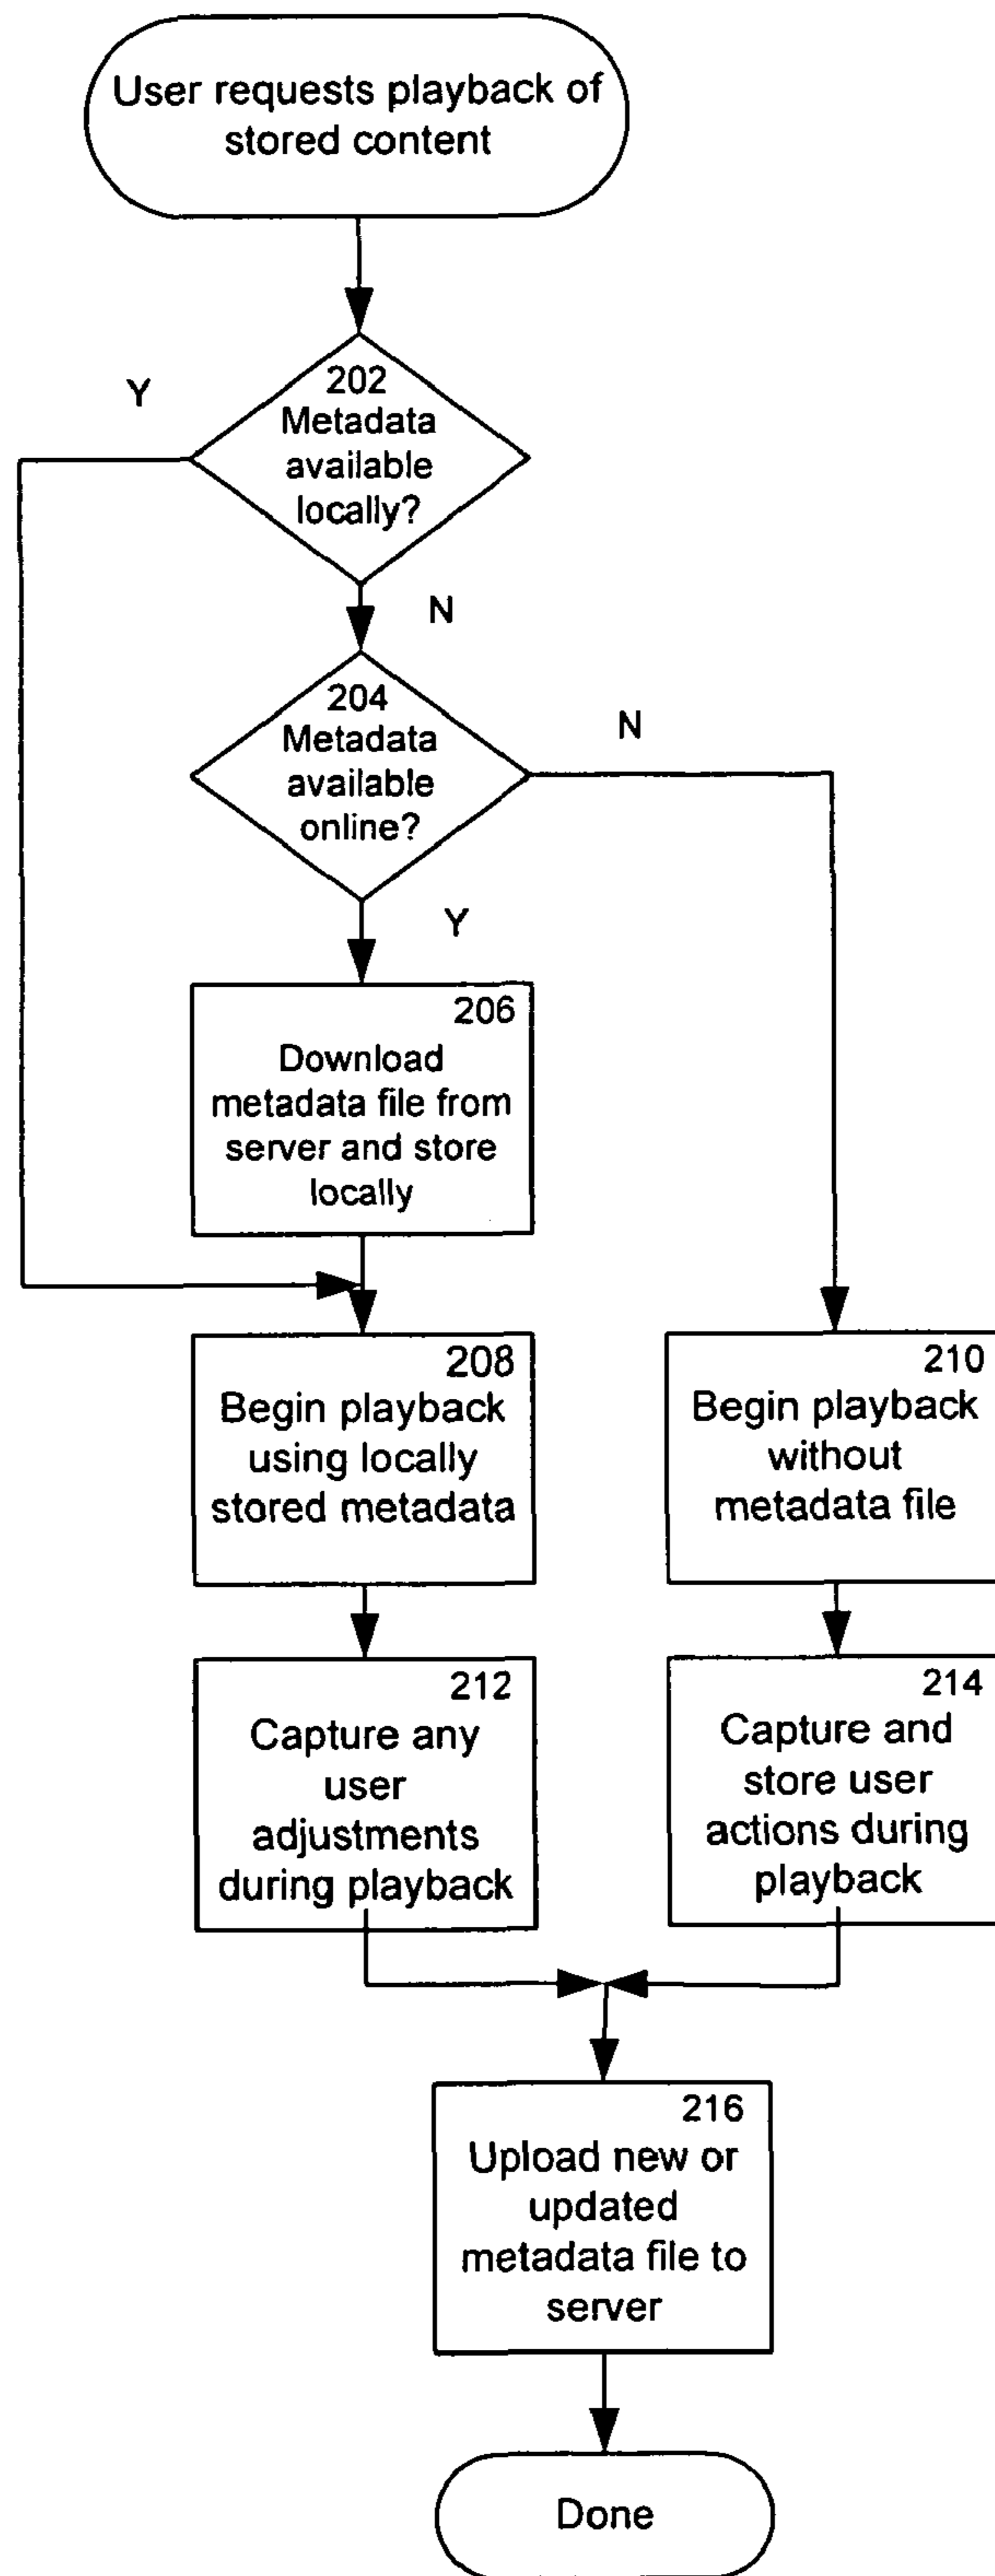 User requests playback of
stored content
Y
202
Metadata
available
locally?
N
204
Metadata
available
online?
N
Y
206
Download
metadata file from
server and store
locally
208
Begin playback
using locally
stored metadata
210
Begin playback
without
metadata file
212
Capture any
user
adjustments
during playback
214
Capture and
store user
actions during
playback
216
Upload new or
updated
metadata file to
server
Done